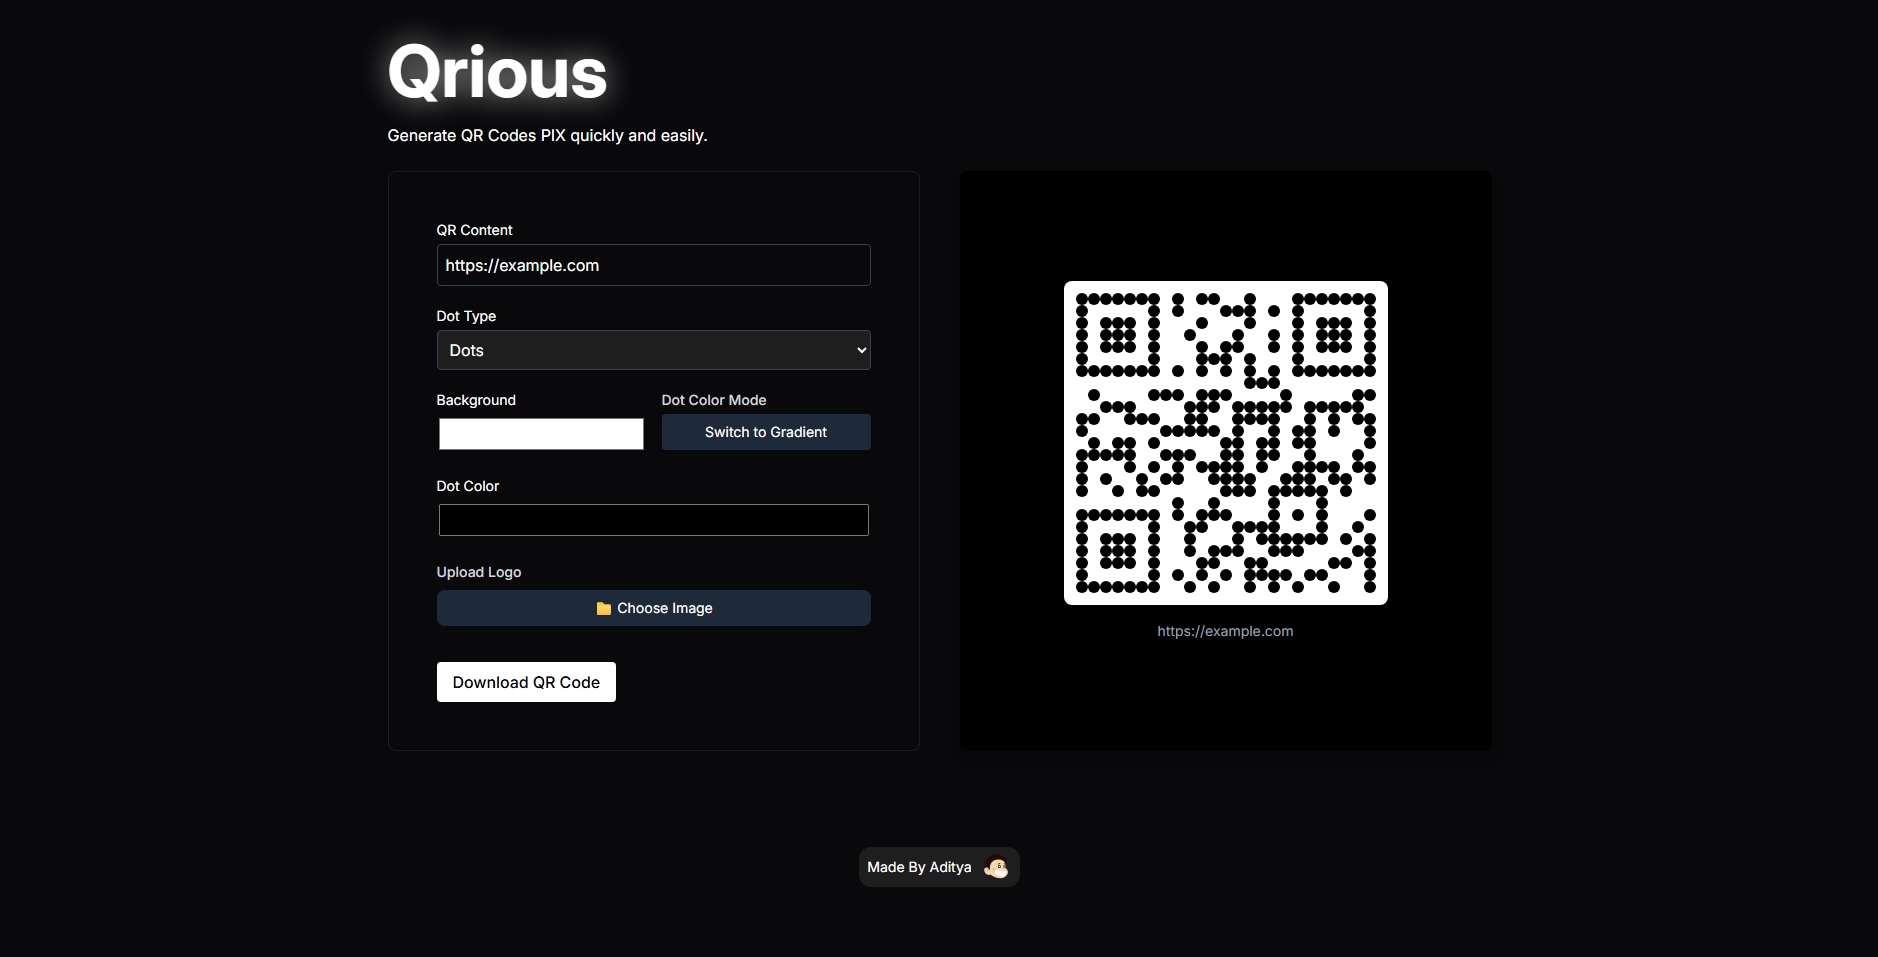 Qrious
Generate QR Codes PIX quickly and easily.
QR Content
https://example.com
Dot Type
Dots
Background
Dot Color Mode
Switch to Gradient
Dot Color
Upload Logo
Choose Image
Download QR Code
https://example.com
Made By Aditya